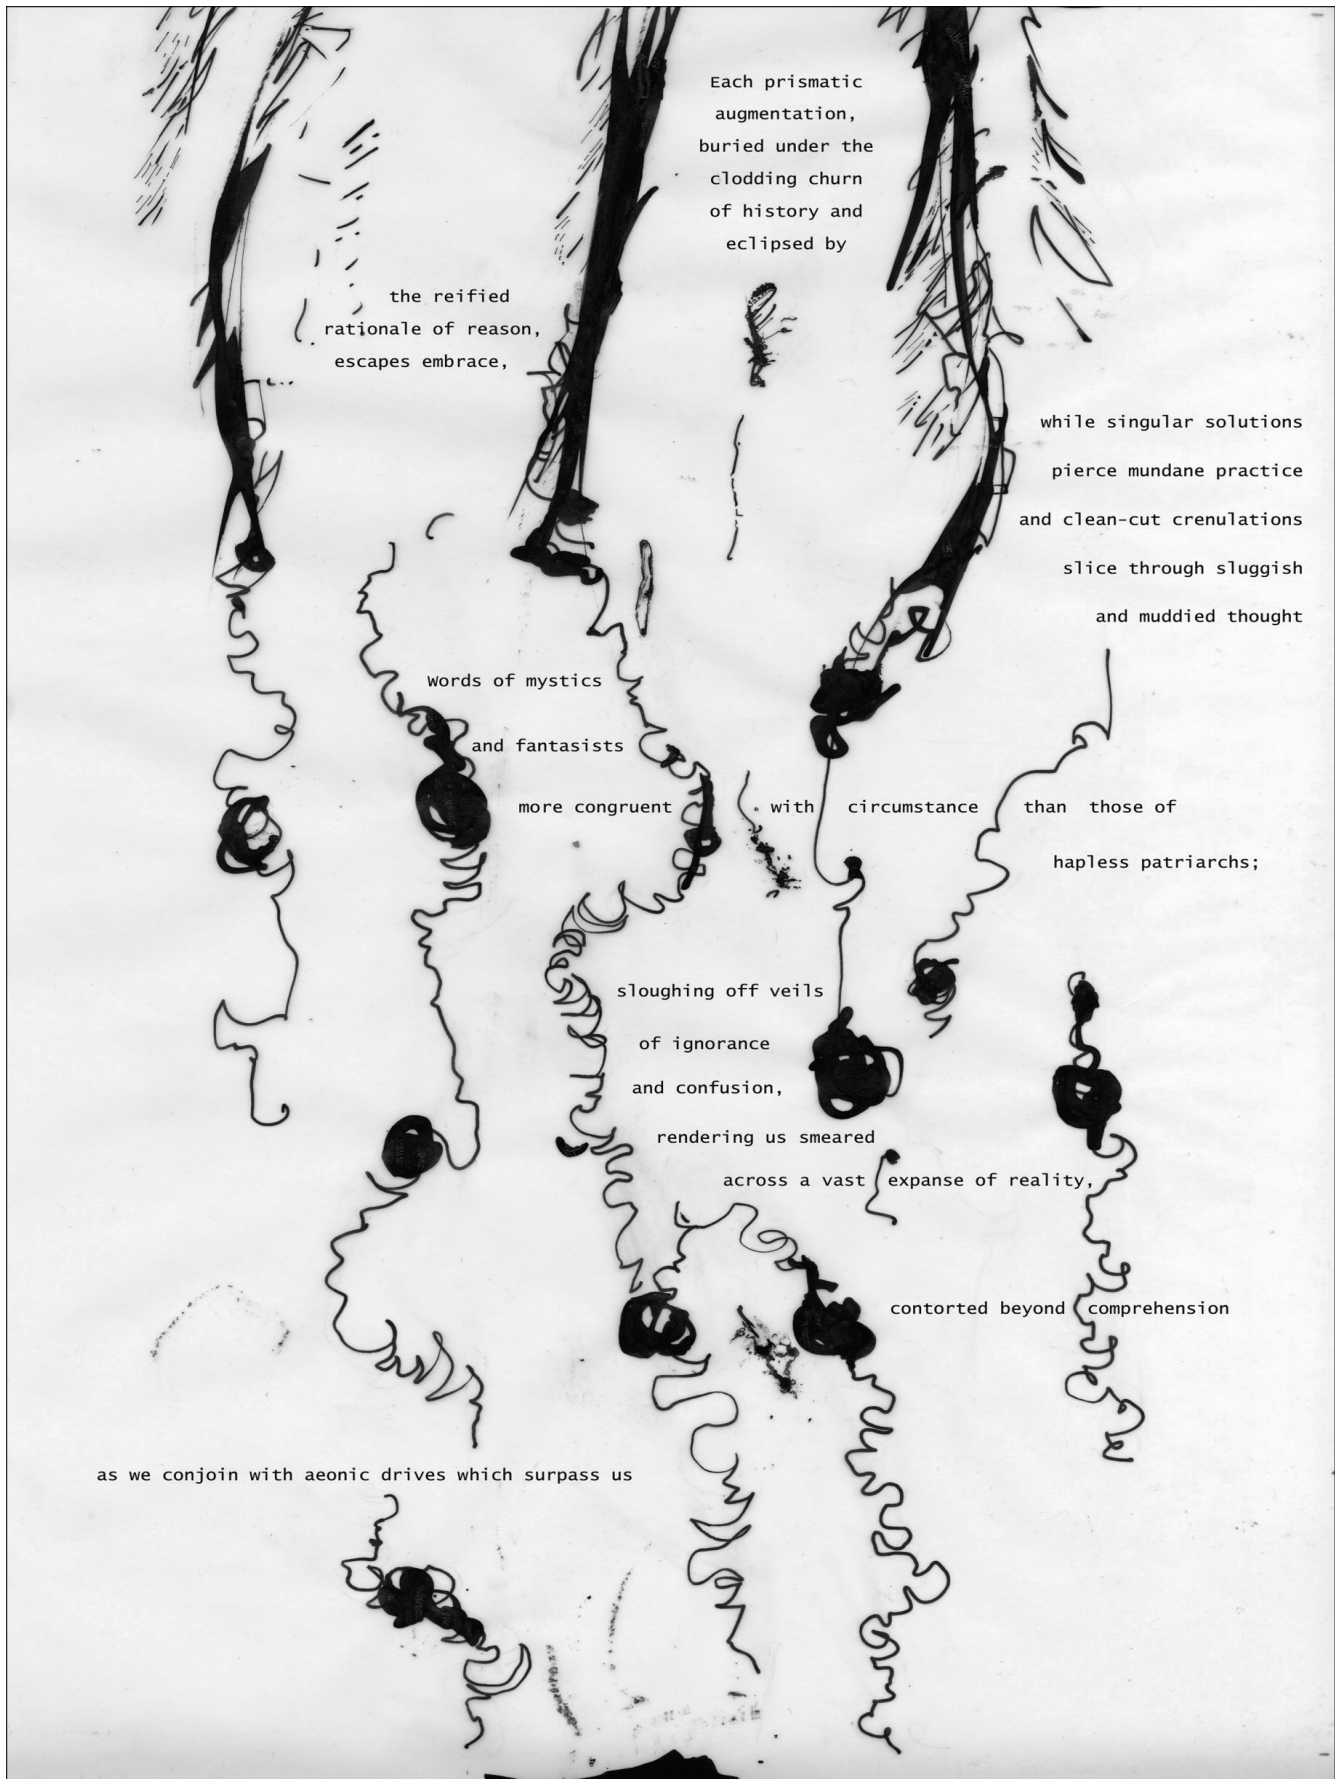 Each prismatic
augmentation,
buried under the
clodding churn
of history and
eclipsed by
the reified
rationale of reason,
escapes embrace,
while singular solutions
pierce mundane practice
and clean-cut crenulations
slice through sluggish
and muddied thought
Words of mystics
and fantasists
more congruent with circumstance than those of
hapless patriarchs;
sloughing off veils
of ignorance
and confusion,
rendering us smeared
across a vast expanse of reality,
contorted beyond comprehension
as we conjoin with aeonic drives which surpass us